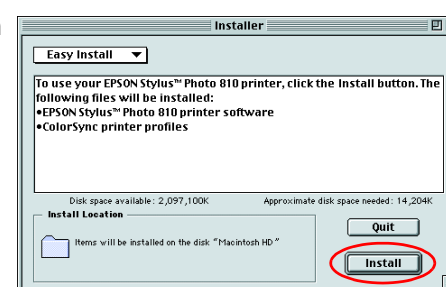 Installer
Easy Install
To use your EPSON Stylus™ Photo 810 printer, click the Install button. The
following files will be installed:
•EPSON Stylus™ Photo 810 printer software
•ColorSync printer profiles
Disk space available: 2,097,100K Approximate disk space needed: 14,204K
Install Location
Items will be installed on the disk “Macintosh HD”
Quit
Install